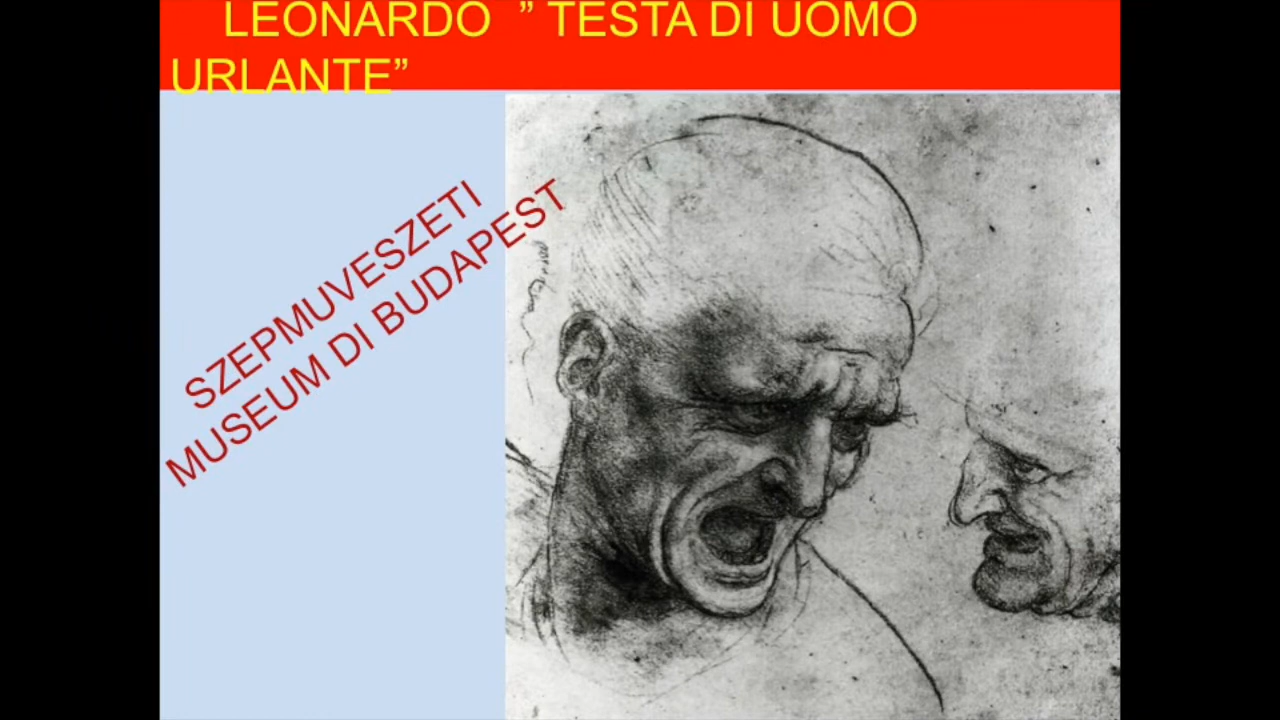 LEONARDO ” TESTA DI UOMO
URLANTE”
SZEPMUVESZETI
MUSEUM DI BUDAPEST